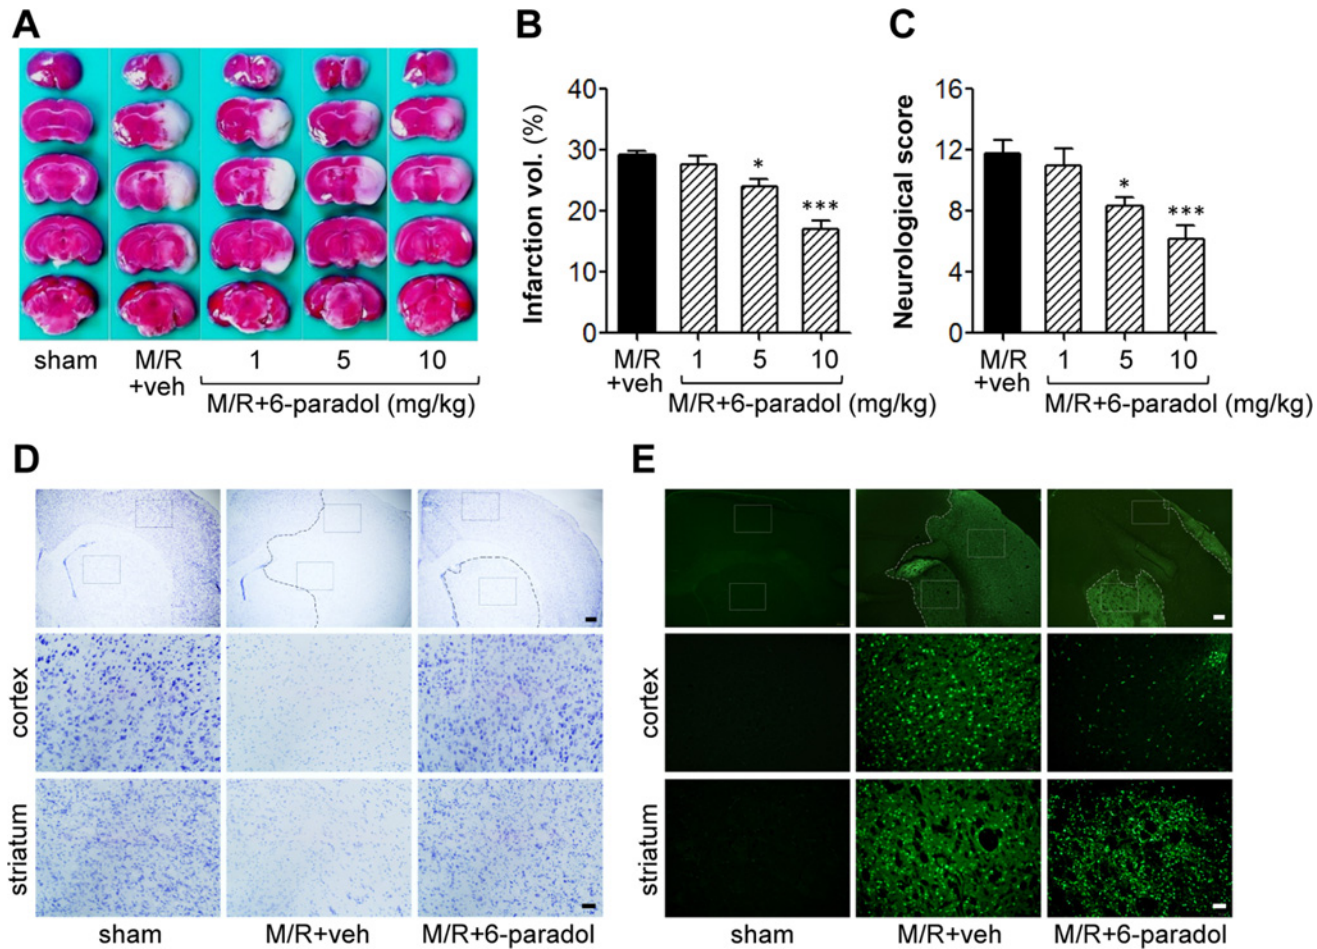 A
sham
M/R
+veh
1
5
10
M/R+6-paradol (mg/kg)
B
Infarction vol. (%)
40
30
20
10
0
*
***
M/R
+veh
1
5
10
M/R+6-paradol (mg/kg)
C
Neurological score
16
12
8
4
0
*
***
M/R
+veh
1
5
10
M/R+6-paradol (mg/kg)
D
cortex
striatum
sham
M/R+veh
M/R+6-paradol
E
cortex
striatum
sham
M/R+veh
M/R+6-paradol